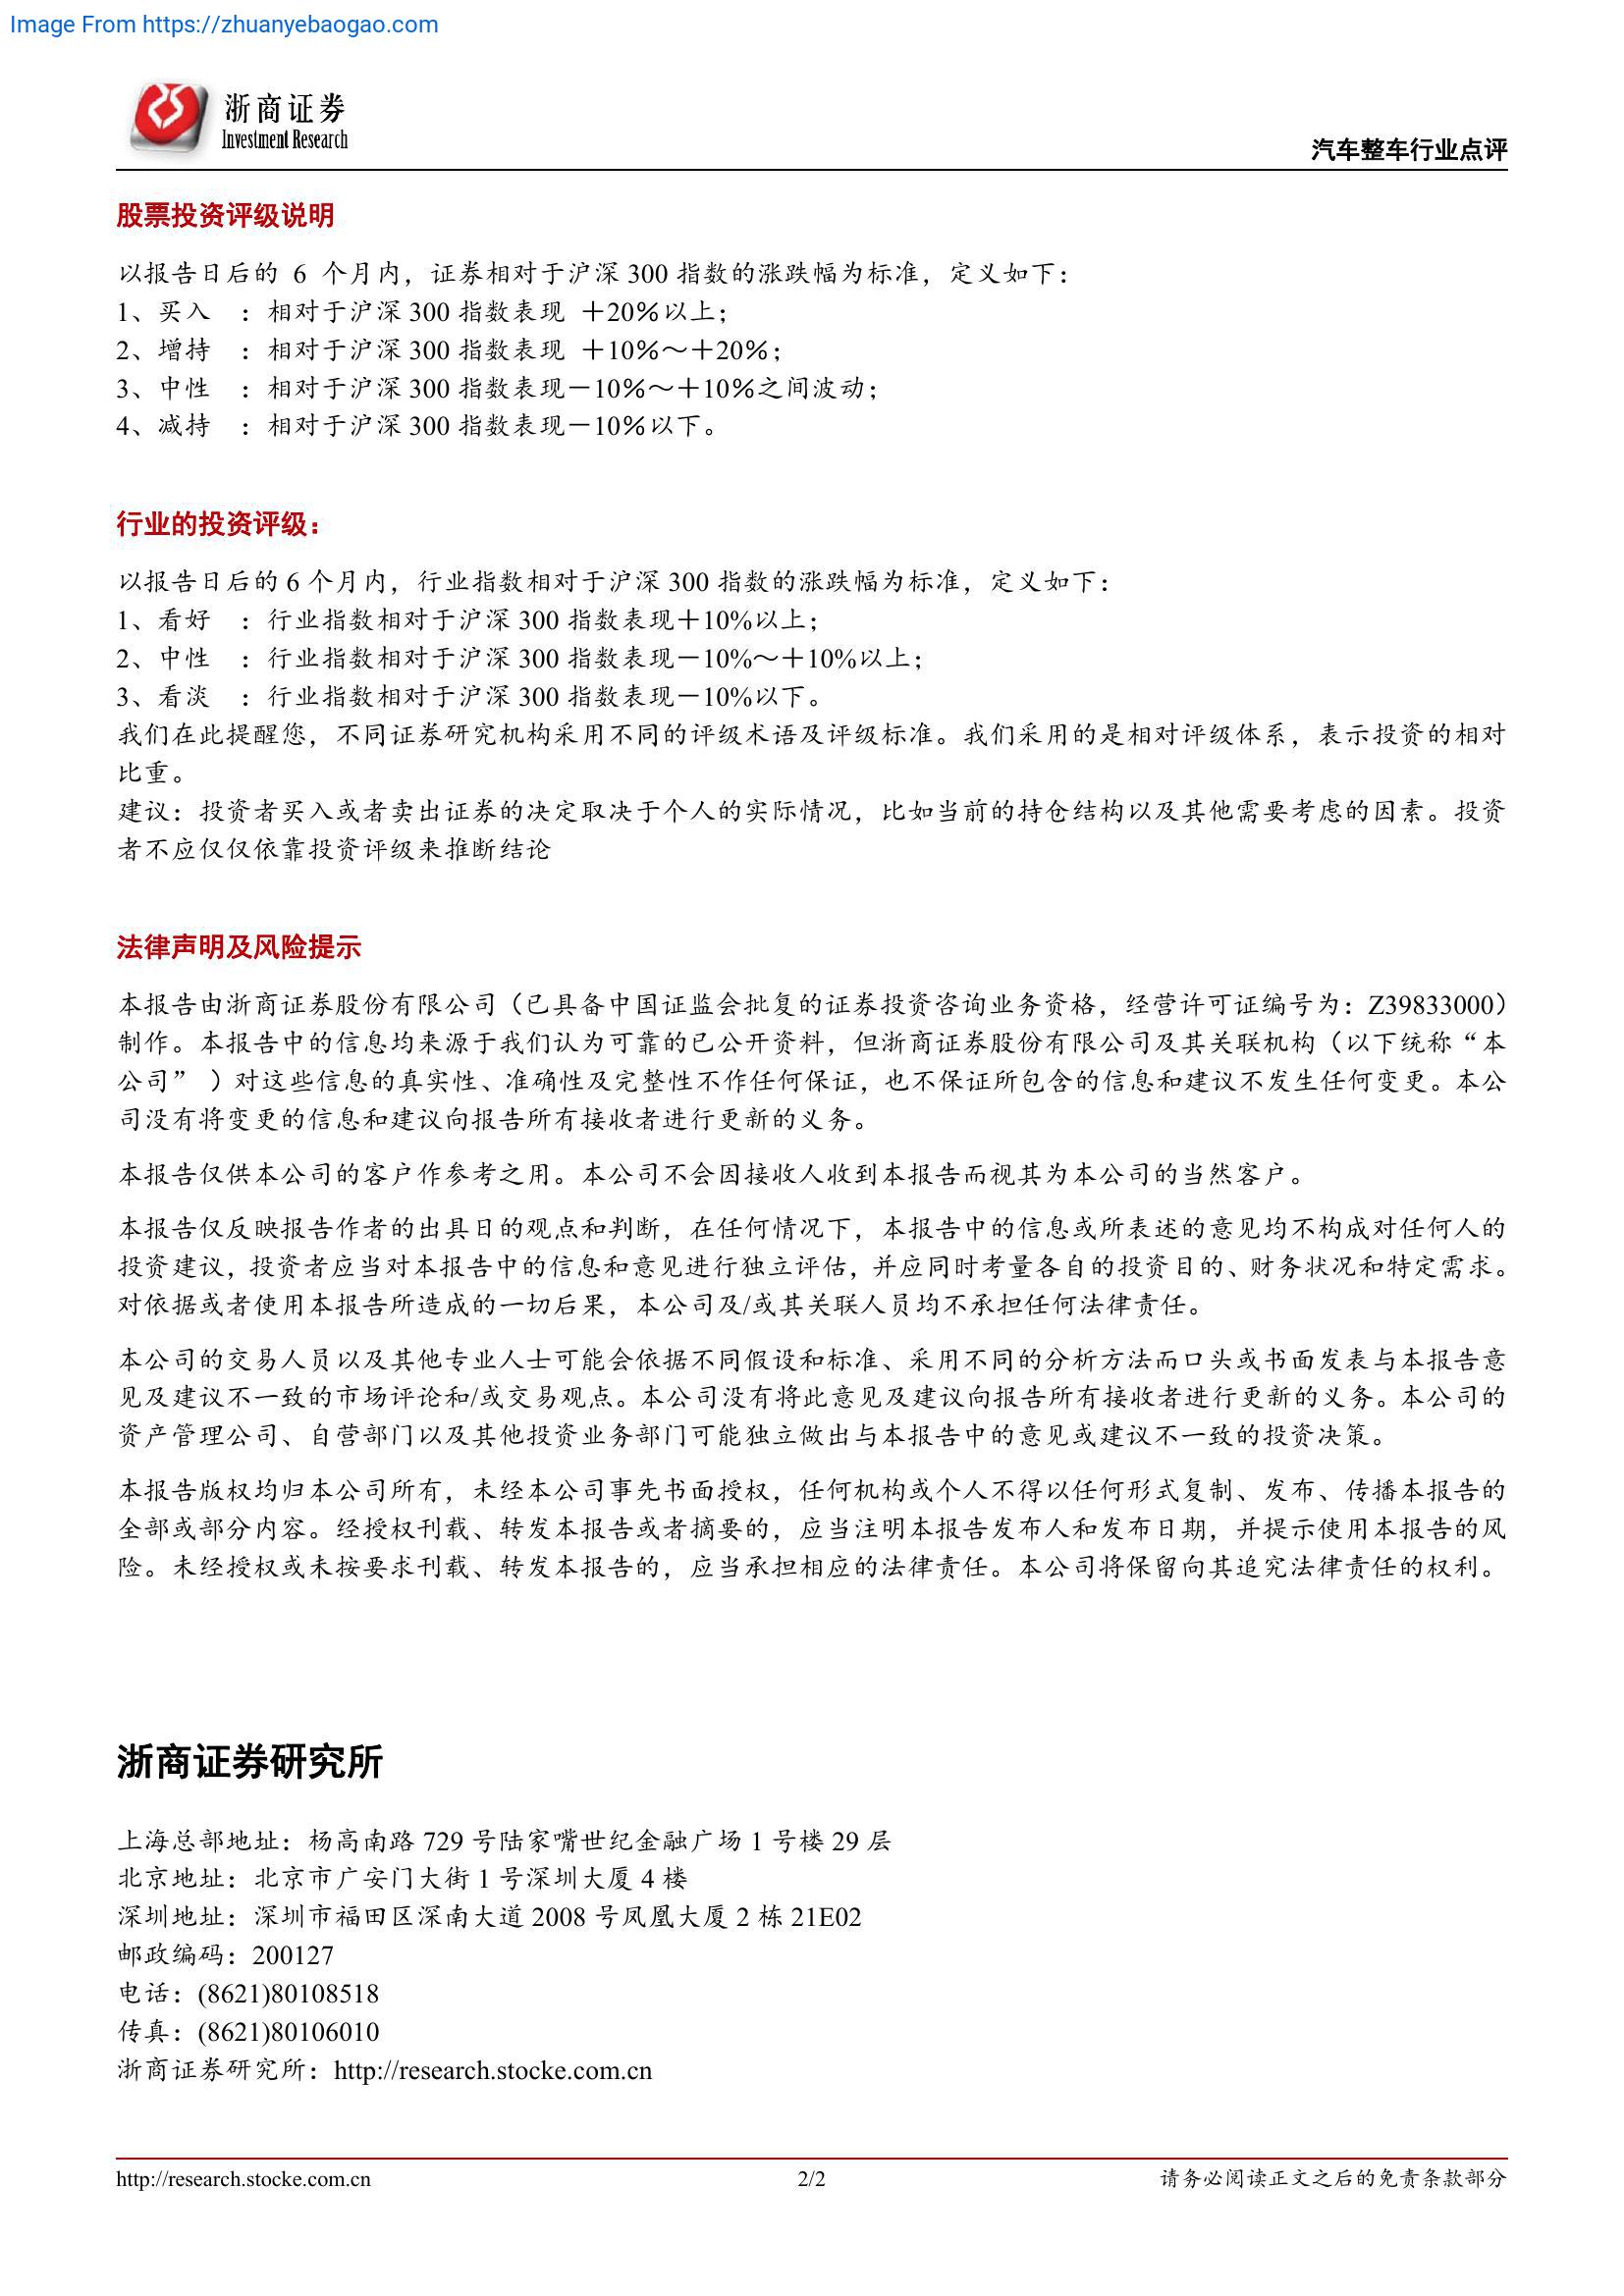 Image From https://zhuanyebaogao.com
浙商证券
Investment Research
汽车整车行业点评
股票投资评级说明
以报告日后的 6 个月内，证券相对于沪深 300 指数的涨跌幅为标准，定义如下：
1、买入 ：相对于沪深 300 指数表现 ＋20％以上；
2、增持 ：相对于沪深 300 指数表现 ＋10％～＋20％；
3、中性 ：相对于沪深 300 指数表现－10％～＋10％之间波动；
4、减持 ：相对于沪深 300 指数表现－10％以下。
行业的投资评级：
以报告日后的 6 个月内，行业指数相对于沪深 300 指数的涨跌幅为标准，定义如下：
1、看好 ：行业指数相对于沪深 300 指数表现＋10%以上；
2、中性 ：行业指数相对于沪深 300 指数表现－10%～＋10%以上；
3、看淡 ：行业指数相对于沪深 300 指数表现－10%以下。
我们在此提醒您，不同证券研究机构采用不同的评级术语及评级标准。我们采用的是相对评级体系，表示投资的相对
比重。
建议：投资者买入或者卖出证券的决定取决于个人的实际情况，比如当前的持仓结构以及其他需要考虑的因素。投资
者不应仅仅依靠投资评级来推断结论
法律声明及风险提示
本报告由浙商证券股份有限公司（已具备中国证监会批复的证券投资咨询业务资格，经营许可证编号为：Z39833000）
制作。本报告中的信息均来源于我们认为可靠的已公开资料，但浙商证券股份有限公司及其关联机构（以下统称“本
公司” ）对这些信息的真实性、准确性及完整性不作任何保证，也不保证所包含的信息和建议不发生任何变更。本公
司没有将变更的信息和建议向报告所有接收者进行更新的义务。
本报告仅供本公司的客户作参考之用。本公司不会因接收人收到本报告而视其为本公司的当然客户。
本报告仅反映报告作者的出具日的观点和判断，在任何情况下，本报告中的信息或所表述的意见均不构成对任何人的
投资建议，投资者应当对本报告中的信息和意见进行独立评估，并应同时考量各自的投资目的、财务状况和特定需求。
对依据或者使用本报告所造成的一切后果，本公司及/或其关联人员均不承担任何法律责任。
本公司的交易人员以及其他专业人士可能会依据不同假设和标准、采用不同的分析方法而口头或书面发表与本报告意
见及建议不一致的市场评论和/或交易观点。本公司没有将此意见及建议向报告所有接收者进行更新的义务。本公司的
资产管理公司、自营部门以及其他投资业务部门可能独立做出与本报告中的意见或建议不一致的投资决策。
本报告版权均归本公司所有，未经本公司事先书面授权，任何机构或个人不得以任何形式复制、发布、传播本报告的
全部或部分内容。经授权刊载、转发本报告或者摘要的，应当注明本报告发布人和发布日期，并提示使用本报告的风
险。未经授权或未按要求刊载、转发本报告的，应当承担相应的法律责任。本公司将保留向其追究法律责任的权利。
浙商证券研究所
上海总部地址：杨高南路 729 号陆家嘴世纪金融广场 1 号楼 29 层
北京地址：北京市广安门大街 1 号深圳大厦 4 楼
深圳地址：深圳市福田区深南大道 2008 号凤凰大厦 2 栋 21E02
邮政编码：200127
电话：(8621)80108518
传真：(8621)80106010
浙商证券研究所：http://research.stocke.com.cn
http://research.stocke.com.cn
2/2
请务必阅读正文之后的免责条款部分